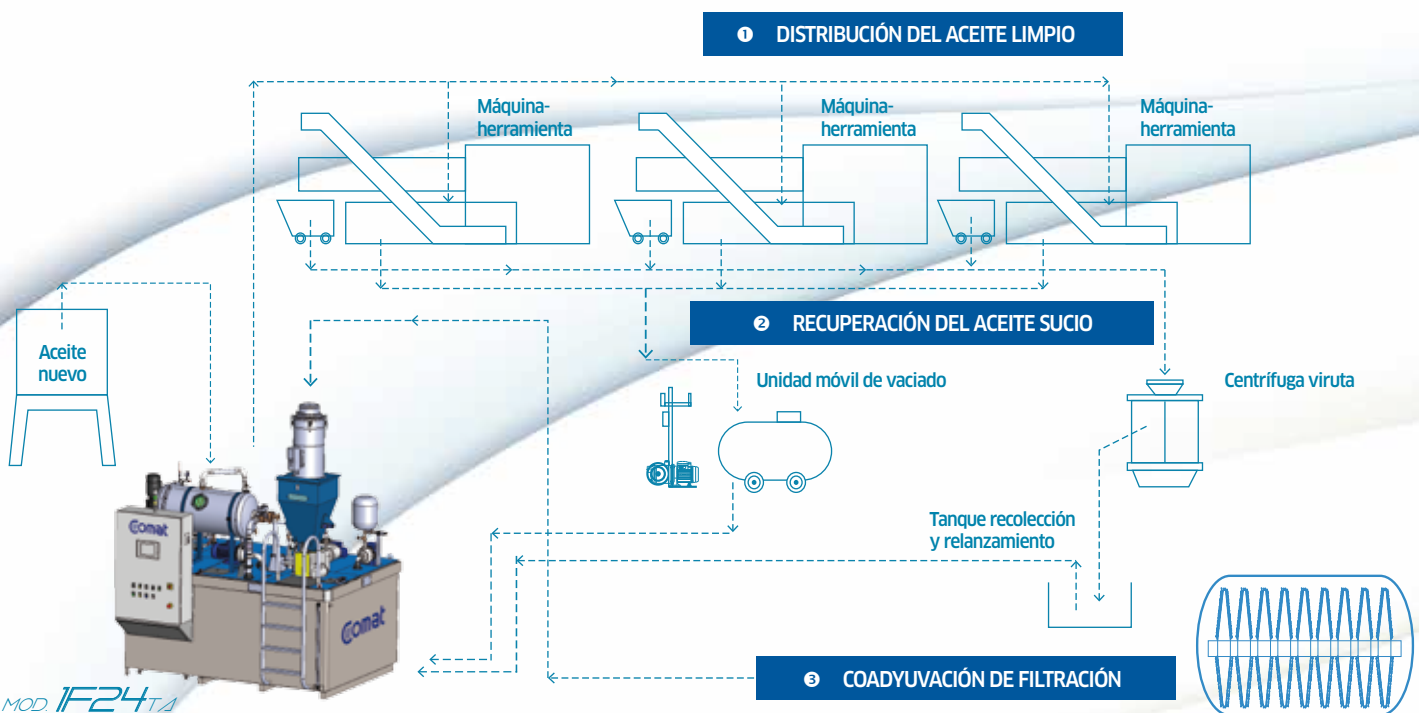 ❶ DISTRIBUCIÓN DEL ACEITE LIMPIO
Máquina-
herramienta
Máquina-
herramienta
Máquina-
herramienta
❷ RECUPERACIÓN DEL ACEITE SUCIO
Aceite
nuevo
Unidad móvil de vaciado
Centrífuga viruta
Comat
Tanque recolección
y relanzamiento
Comat
❸ COADYUVACIÓN DE FILTRACIÓN
MOD. 1F24TA